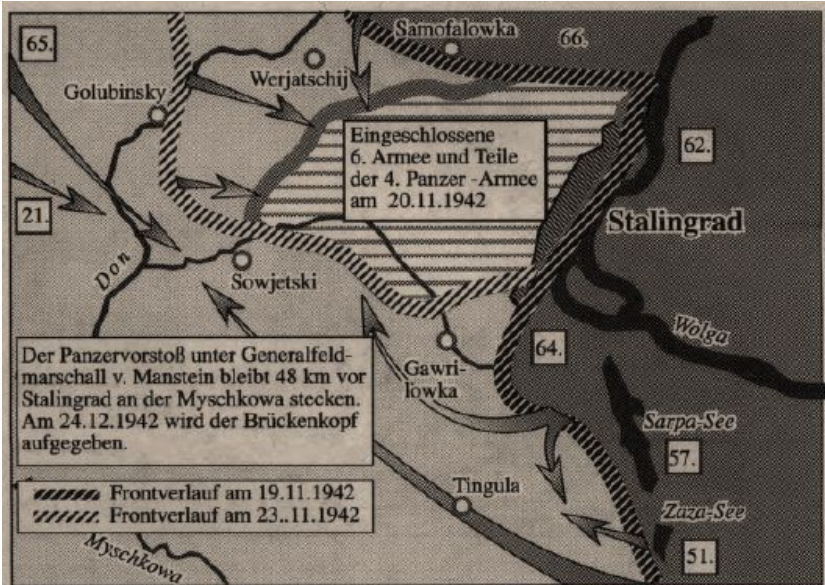 65.
Samofalowka
66.
Werjatschij
Golubinsky
Eingeschlossene
6. Armee und Teile
der 4. Panzer -Armee
am 20.11.1942
62.
21.
Stalingrad
Don
Sowjetski
Wolga
Der Panzervorstoß unter Generalfeld-
marschall v. Manstein bleibt 48 km vor
Stalingrad an der Myschkowa stecken.
Am 24.12.1942 wird der Brückenkopf
aufgegeben.
64.
Gawri-
lowka
Sarpa-See
57.
Tingula
Zaza-See
Frontverlauf am 19.11.1942
Frontverlauf am 23..11.1942
51.
Myschkowa